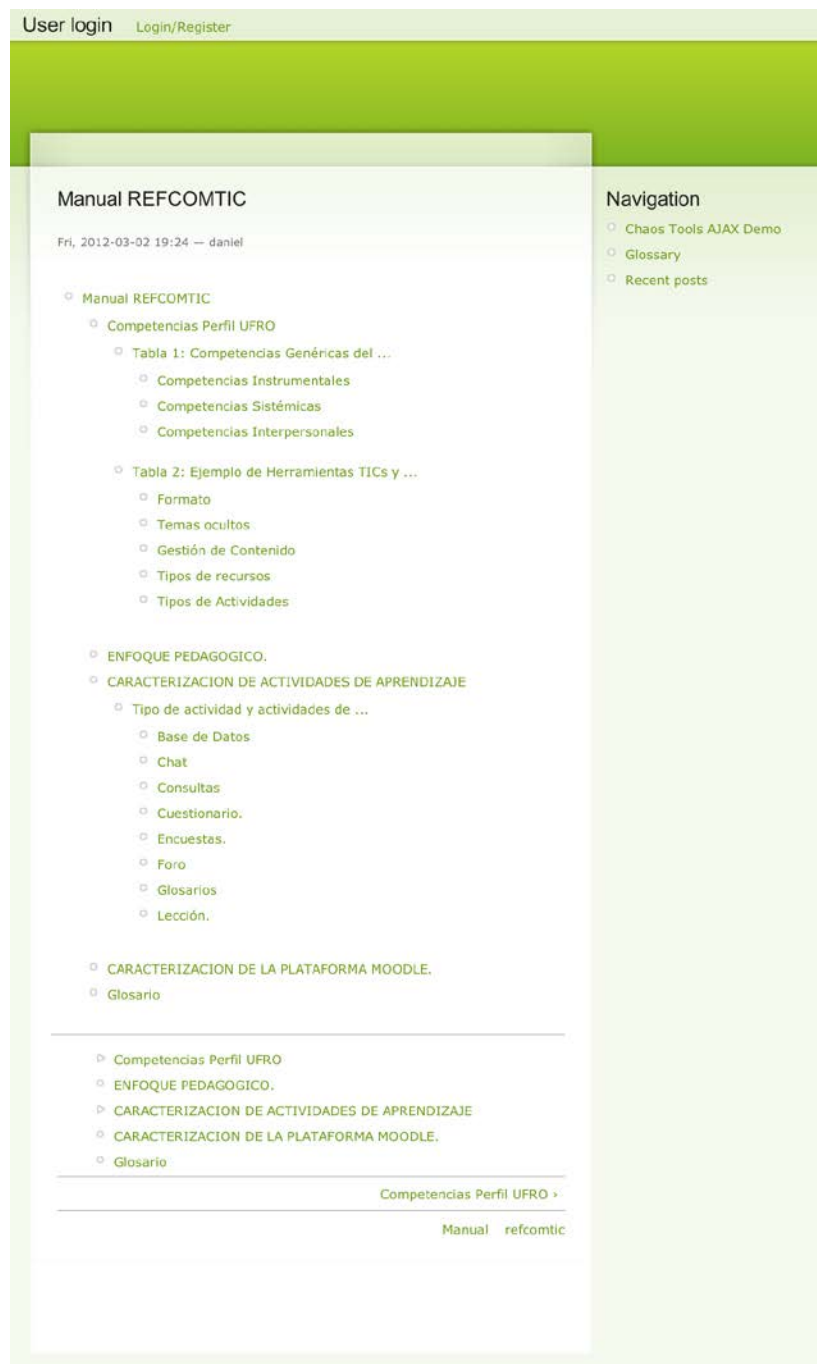 User login Login/Register
Manual REFCOMTIC
Fri, 2012-03-02 19:24 — daniel
Manual REFCOMTIC
Competencias Perfil UFRO
Tabla 1: Competencias Genéricas del ...
Competencias Instrumentales
Competencias Sistémicas
Competencias Interpersonales
Tabla 2: Ejemplo de Herramientas TICs y ...
Formato
Temas ocultos
Gestión de Contenido
Tipos de recursos
Tipos de Actividades
ENFOQUE PEDAGOGICO.
CARACTERIZACION DE ACTIVIDADES DE APRENDIZAJE
Tipo de actividad y actividades de ...
Base de Datos
Chat
Consultas
Cuestionario.
Encuestas.
Foro
Glosarios
Lección.
CARACTERIZACION DE LA PLATAFORMA MOODLE.
Glosario
Competencias Perfil UFRO
ENFOQUE PEDAGOGICO.
CARACTERIZACION DE ACTIVIDADES DE APRENDIZAJE
CARACTERIZACION DE LA PLATAFORMA MOODLE.
Glosario
Competencias Perfil UFRO ›
Manual refcomtic
Navigation
Chaos Tools AJAX Demo
Glossary
Recent posts